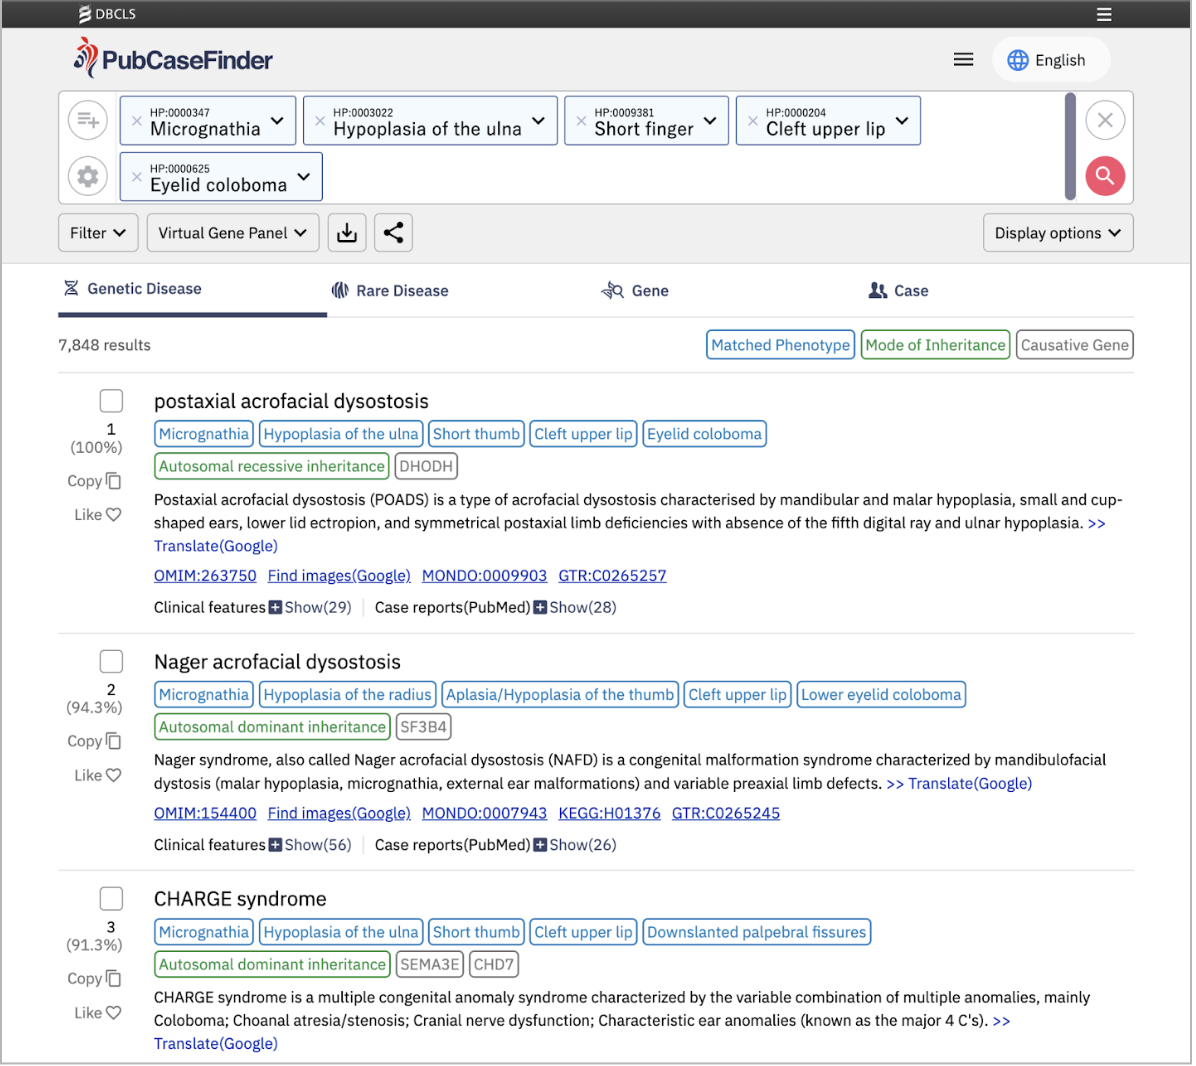 DBCLS
PubCaseFinder
English
HP:0000347
Micrognathia
HP:0003022
Hypoplasia of the ulna
HP:0009381
Short finger
HP:0000204
Cleft upper lip
HP:0000625
Eyelid coloboma
Filter
Virtual Gene Panel
Display options
Genetic Disease
Rare Disease
Gene
Case
7,848 results
Matched Phenotype
Mode of Inheritance
Causative Gene
1
(100%)
Copy
Like
postaxial acrofacial dysostosis
Micrognathia Hypoplasia of the ulna Short thumb Cleft upper lip Eyelid coloboma
Autosomal recessive inheritance DHODH
Postaxial acrofacial dysostosis (POADS) is a type of acrofacial dysostosis characterised by mandibular and malar hypoplasia, small and cup-
shaped ears, lower lid ectropion, and symmetrical postaxial limb deficiencies with absence of the fifth digital ray and ulnar hypoplasia. >>
Translate(Google)
OMIM:263750 Find images(Google) MONDO:0009903 GTR:C0265257
Clinical features Show(29) Case reports(PubMed) Show(28)
2
(94.3%)
Copy
Like
Nager acrofacial dysostosis
Micrognathia Hypoplasia of the radius Aplasia/Hypoplasia of the thumb Cleft upper lip Lower eyelid coloboma
Autosomal dominant inheritance SF3B4
Nager syndrome, also called Nager acrofacial dysostosis (NAFD) is a congenital malformation syndrome characterized by mandibulofacial
dystosis (malar hypoplasia, micrognathia, external ear malformations) and variable preaxial limb defects. >> Translate(Google)
OMIM:154400 Find images(Google) MONDO:0007943 KEGG:H01376 GTR:C0265245
Clinical features Show(56) Case reports(PubMed) Show(26)
3
(91.3%)
Copy
Like
CHARGE syndrome
Micrognathia Hypoplasia of the ulna Short thumb Cleft upper lip Downslanted palpebral fissures
Autosomal dominant inheritance SEMA3E CHD7
CHARGE syndrome is a multiple congenital anomaly syndrome characterized by the variable combination of multiple anomalies, mainly
Coloboma; Choanal atresia/stenosis; Cranial nerve dysfunction; Characteristic ear anomalies (known as the major 4 C's). >>
Translate(Google)